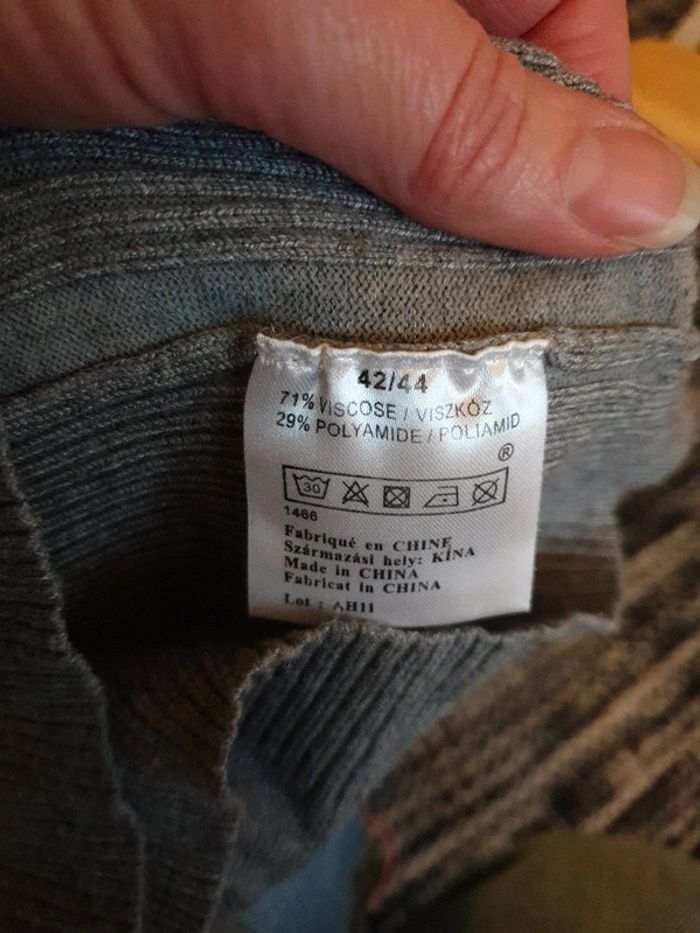 42/44
71% VISCOSE / VISZKÓZ
29% POLYAMIDE / POLIAMID
®
30
1466
Fabriqué en CHINE
Származási hely: KÍNA
Made in CHINA
Fabricat in CHINA
Lot : AH11